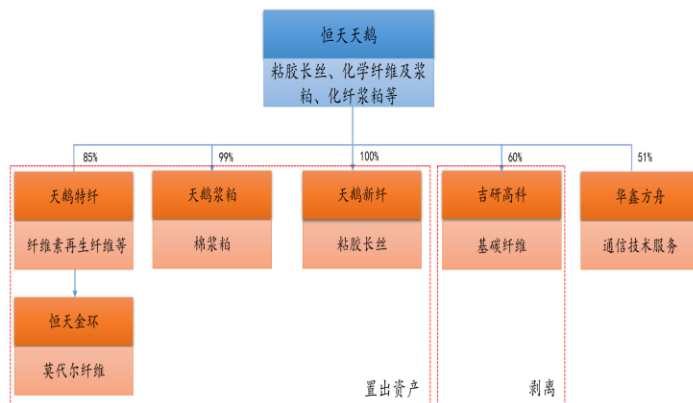 恒天天鹅
粘胶长丝、化学纤维及浆
粕、化纤浆粕等
85%
99%
100%
60%
51%
天鹅特纤
天鹅浆粕
天鹅新纤
吉研高科
华鑫方舟
纤维素再生纤维等
棉浆粕
粘胶长丝
基碳纤维
通信技术服务
恒天金环
莫代尔纤维
置出资产
剥离